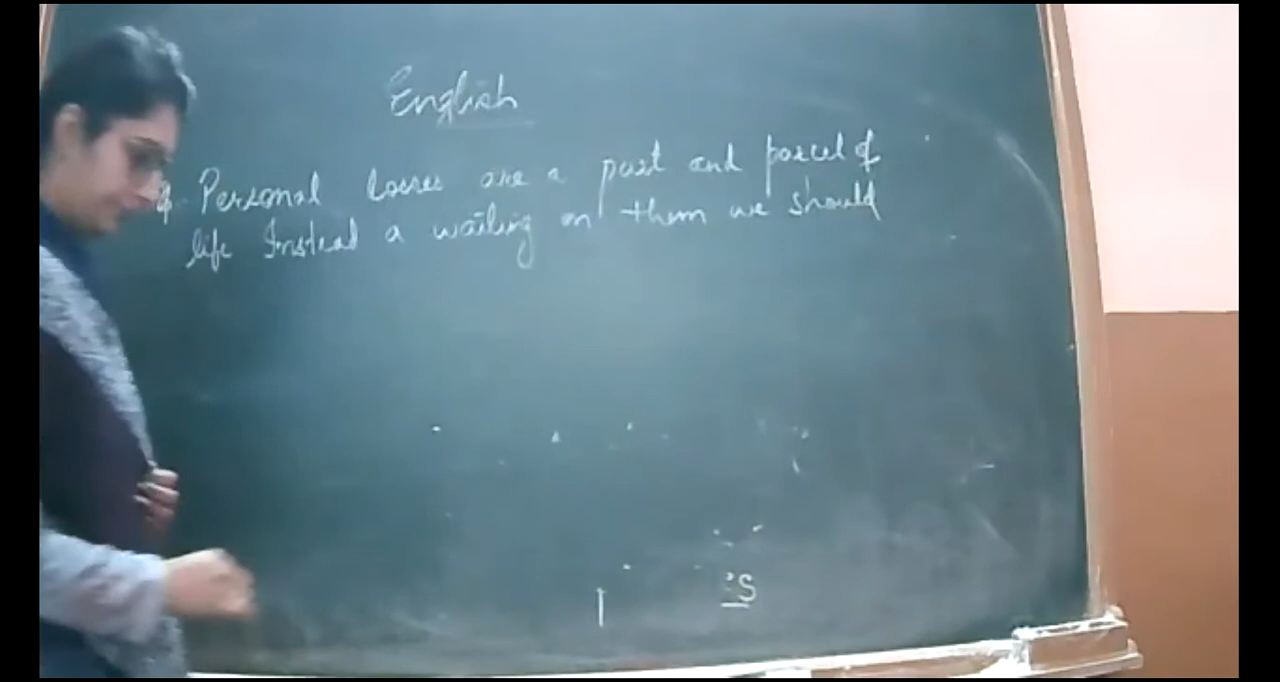 English
Q. Personal losses are a part and parcel of
life Instead a wailing on them we should